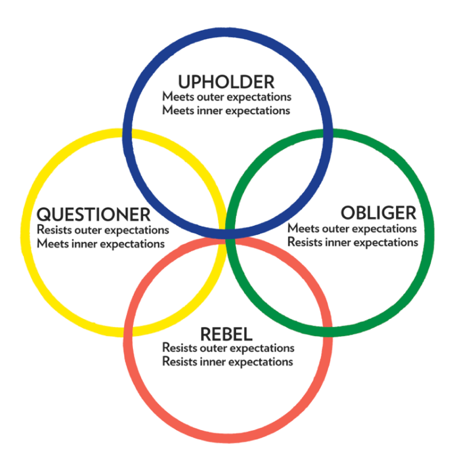 UPHOLDER
Meets outer expectations
Meets inner expectations
QUESTIONER
Resists outer expectations
Meets inner expectations
OBLIGER
Meets outer expectations
Resists inner expectations
REBEL
Resists outer expectations
Resists inner expectations